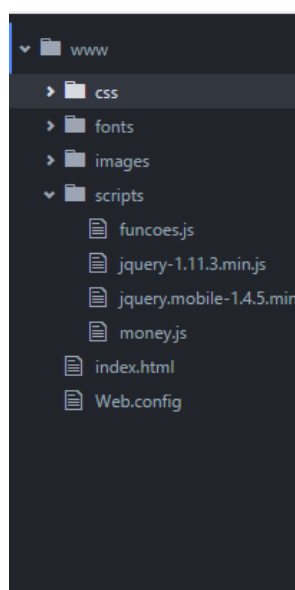 www
css
fonts
images
scripts
funcoes.js
jquery-1.11.3.min.js
jquery.mobile-1.4.5.min
money.js
index.html
Web.config